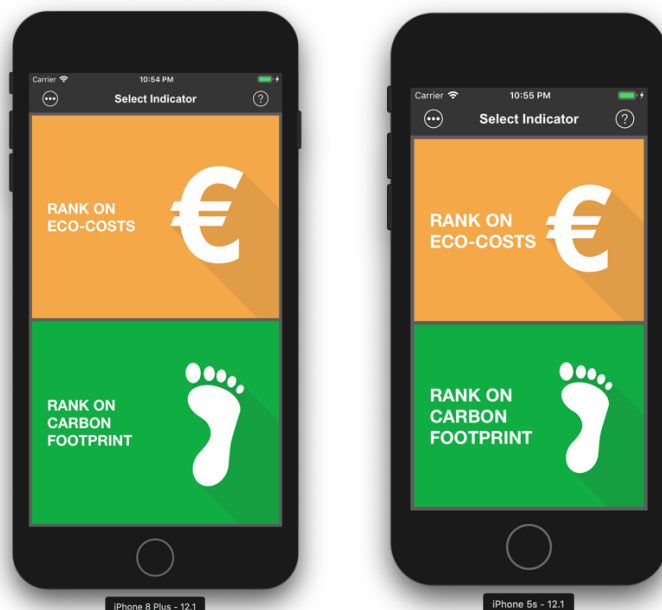 Carrier 10:54 PM
Select Indicator ?
RANK ON
ECO-COSTS
€
RANK ON
CARBON
FOOTPRINT
iPhone 8 Plus - 12.1
Carrier 10:55 PM
Select Indicator ?
RANK ON
ECO-COSTS
€
RANK ON
CARBON
FOOTPRINT
iPhone 5s - 12.1